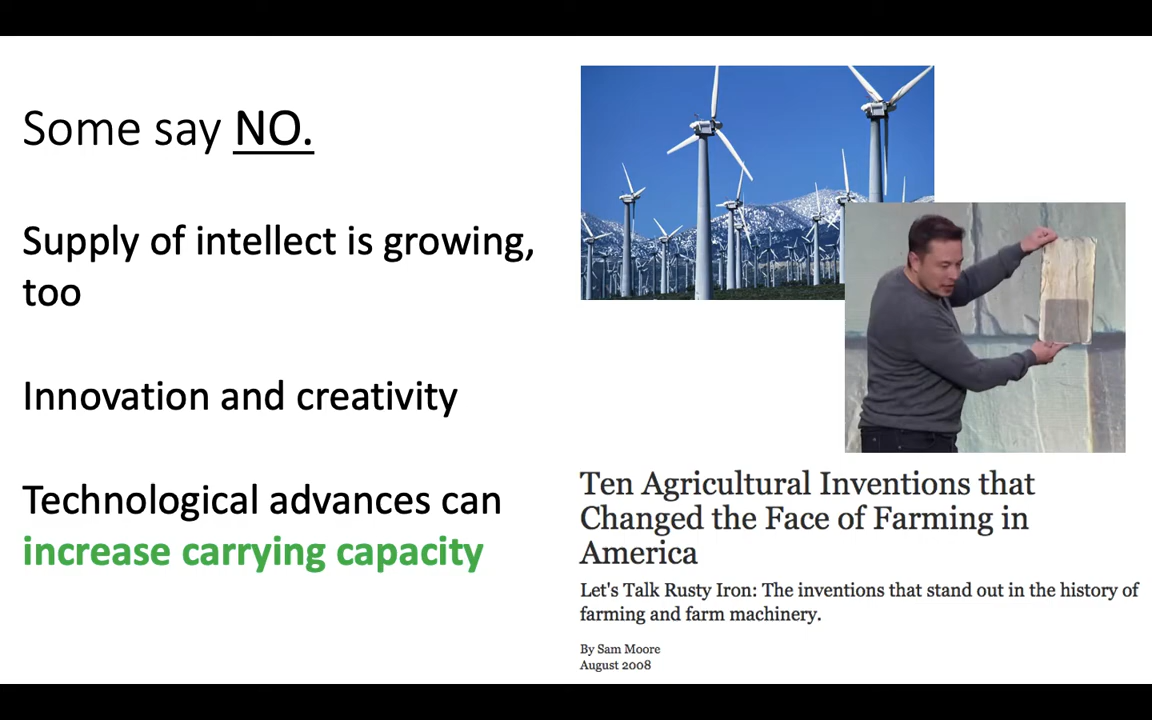 Some say NO.
Supply of intellect is growing,
too
Innovation and creativity
Technological advances can
increase carrying capacity
Ten Agricultural Inventions that
Changed the Face of Farming in
America
Let's Talk Rusty Iron: The inventions that stand out in the history of
farming and farm machinery.
By Sam Moore
August 2008